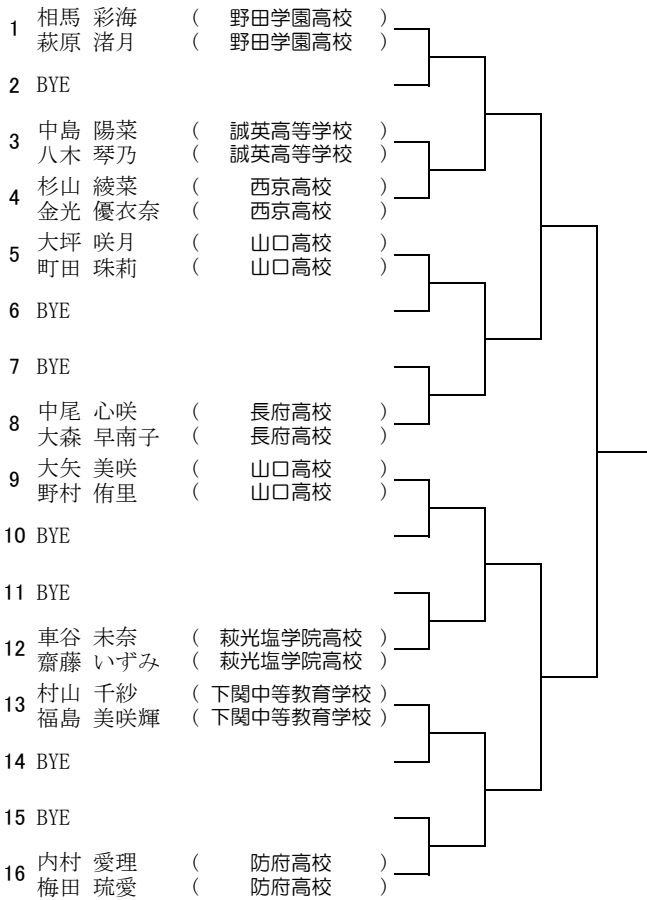 1 相馬 彩海 ( 野田学園高校 )
萩原 渚月 ( 野田学園高校 )
2 BYE
3 中島 陽菜 ( 誠英高等学校 )
八木 琴乃 ( 誠英高等学校 )
4 杉山 綾菜 ( 西京高校 )
金光 優衣奈 ( 西京高校 )
5 大坪 咲月 ( 山口高校 )
町田 珠莉 ( 山口高校 )
6 BYE
7 BYE
8 中尾 心咲 ( 長府高校 )
大森 早南子 ( 長府高校 )
9 大矢 美咲 ( 山口高校 )
野村 侑里 ( 山口高校 )
10 BYE
11 BYE
12 車谷 未奈 ( 萩光塩学院高校 )
齋藤 いずみ ( 萩光塩学院高校 )
13 村山 千紗 ( 下関中等教育学校 )
福島 美咲輝 ( 下関中等教育学校 )
14 BYE
15 BYE
16 内村 愛理 ( 防府高校 )
梅田 琉愛 ( 防府高校 )